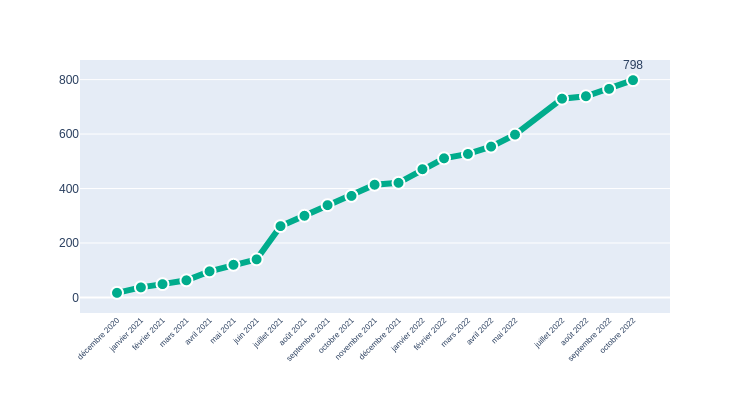 798
800
600
400
200
0
décembre 2020
janvier 2021
février 2021
mars 2021
avril 2021
mai 2021
juin 2021
juillet 2021
août 2021
septembre 2021
octobre 2021
novembre 2021
décembre 2021
janvier 2022
février 2022
mars 2022
avril 2022
mai 2022
juillet 2022
août 2022
septembre 2022
octobre 2022